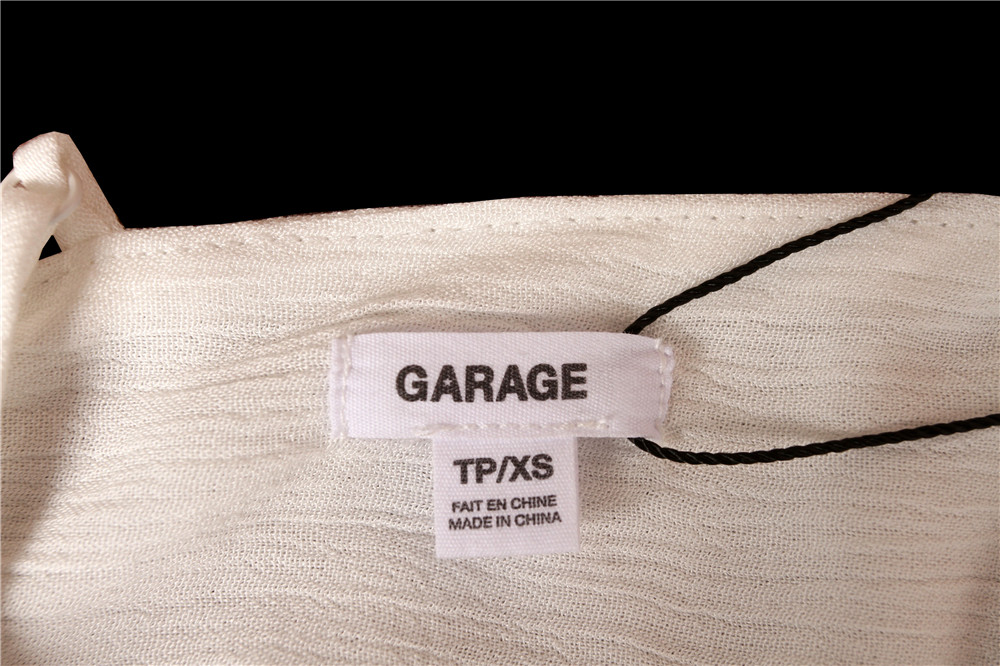 GARAGE
TP/XS
FAIT EN CHINE
MADE IN CHINA